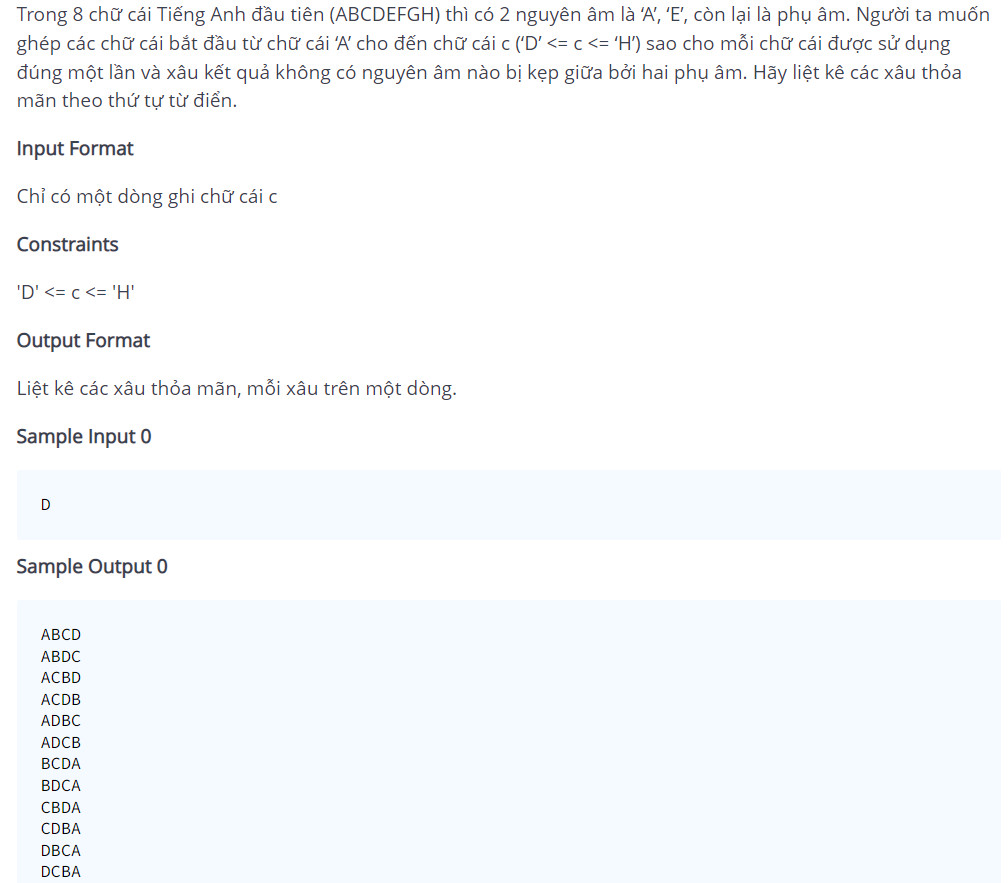 Trong 8 chữ cái Tiếng Anh đầu tiên (ABCDEFGH) thì có 2 nguyên âm là ‘A’, ‘E’, còn lại là phụ âm. Người ta muốn
ghép các chữ cái bắt đầu từ chữ cái ‘A’ cho đến chữ cái c (‘D’ <= c <= ‘H’) sao cho mỗi chữ cái được sử dụng
đúng một lần và xâu kết quả không có nguyên âm nào bị kẹp giữa bởi hai phụ âm. Hãy liệt kê các xâu thỏa
mãn theo thứ tự từ điển.
Input Format
Chỉ có một dòng ghi chữ cái c
Constraints
'D' <= c <= 'H'
Output Format
Liệt kê các xâu thỏa mãn, mỗi xâu trên một dòng.
Sample Input 0
D
Sample Output 0
ABCD
ABDC
ACBD
ACDB
ADBC
ADCB
BCDA
BDCA
CBDA
CDBA
DBCA
DCBA